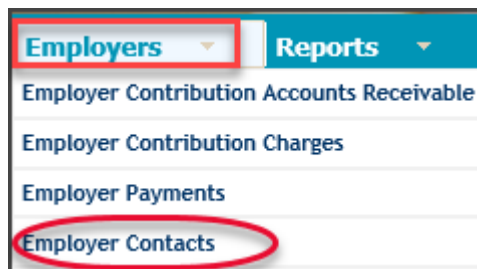 Employers Reports
Employer Contribution Accounts Receivable
Employer Contribution Charges
Employer Payments
Employer Contacts